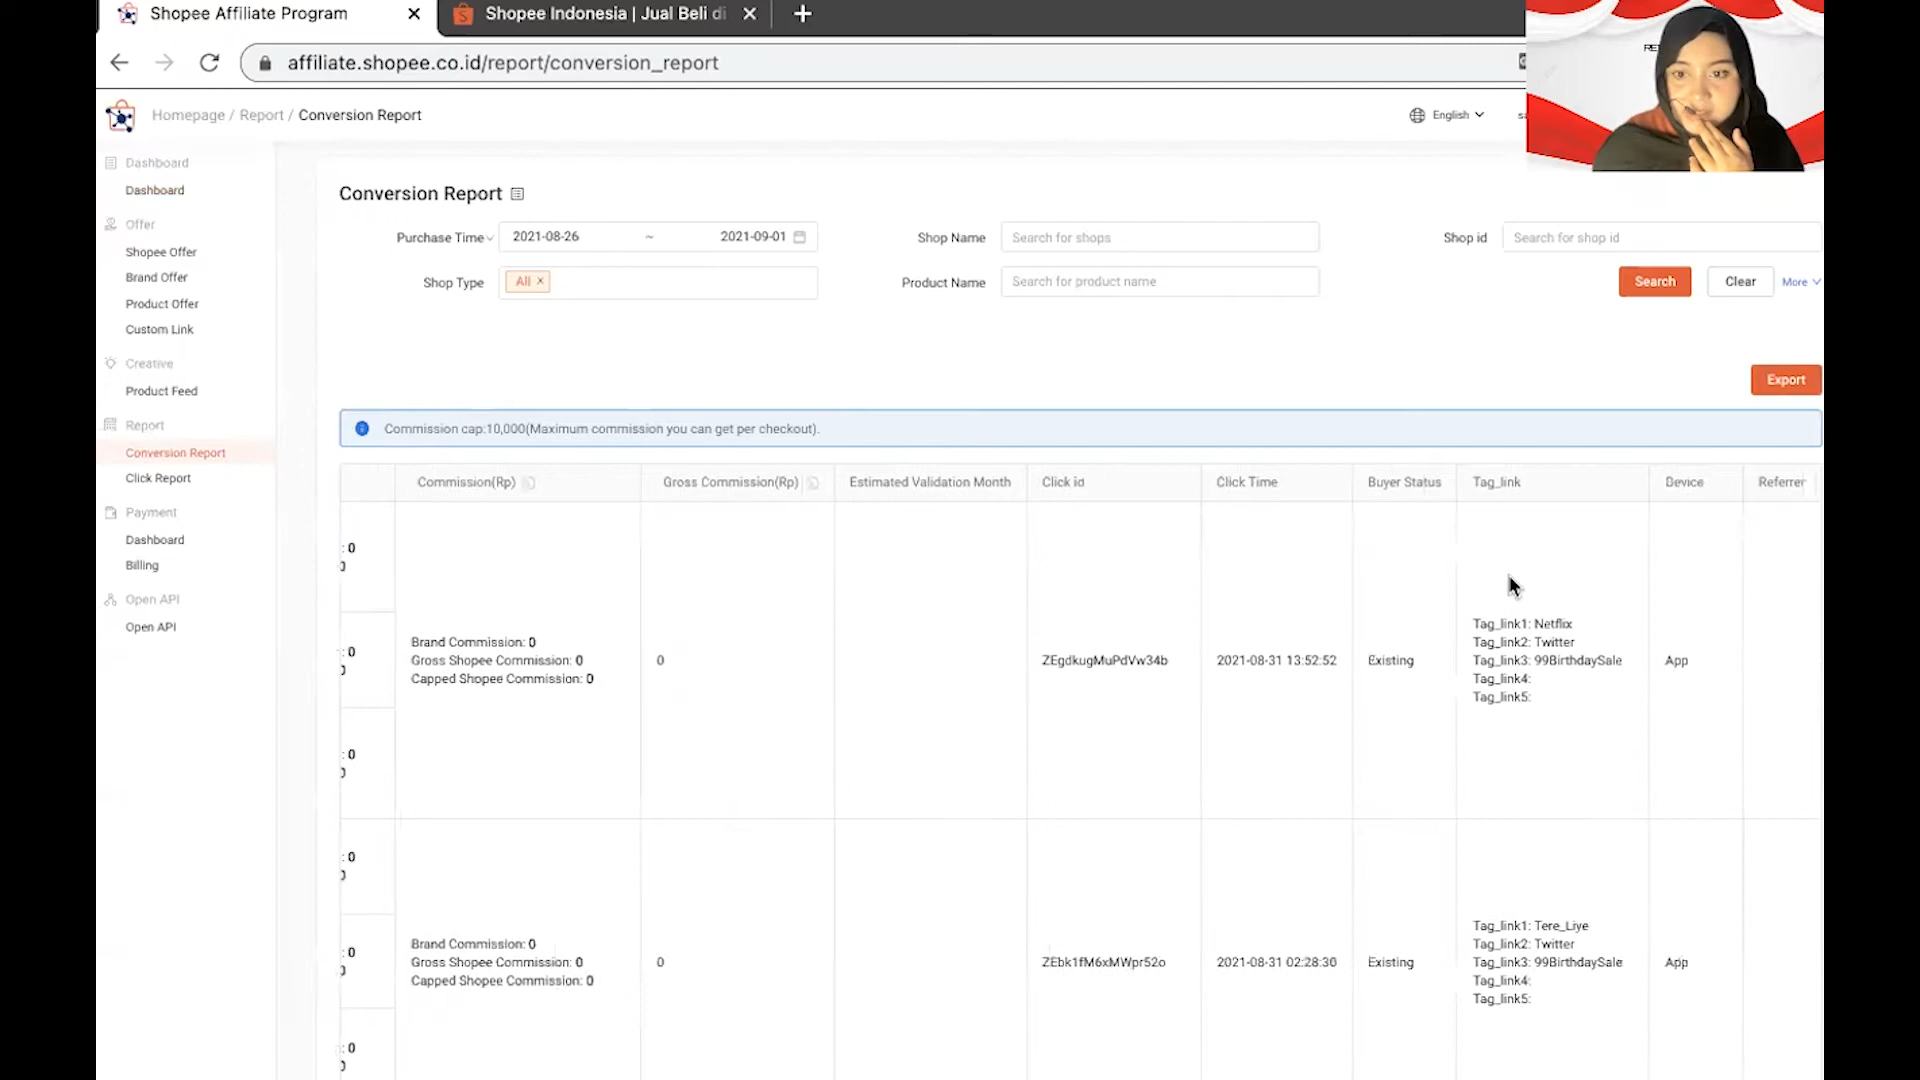 Shopee Affiliate Program
Shopee Indonesia | Jual Beli di
affiliate.shopee.co.id/report/conversion_report
Homepage / Report / Conversion Report
English
Dashboard
Dashboard
Offer
Shopee Offer
Brand Offer
Product Offer
Custom Link
Creative
Product Feed
Report
Conversion Report
Click Report
Payment
Dashboard
Billing
Open API
Open API
Conversion Report
Purchase Time 2021-08-26 ~ 2021-09-01
Shop Name Search for shops
Shop id Search for shop id
Shop Type All ×
Product Name Search for product name
Search Clear More
Export
Commission cap:10,000(Maximum commission you can get per checkout).
Commission(Rp) Gross Commission(Rp) Estimated Validation Month Click id Click Time Buyer Status Tag_link Device Referrer
: 0
: 0
: 0
Brand Commission: 0
Gross Shopee Commission: 0
Capped Shopee Commission: 0
0
ZEgdkugMuPdVw34b
2021-08-31 13:52:52
Existing
Tag_link1: Netflix
Tag_link2: Twitter
Tag_link3: 99BirthdaySale
Tag_link4:
Tag_link5:
App
: 0
: 0
: 0
Brand Commission: 0
Gross Shopee Commission: 0
Capped Shopee Commission: 0
0
ZEbk1fM6xMWpr52o
2021-08-31 02:28:30
Existing
Tag_link1: Tere_Liye
Tag_link2: Twitter
Tag_link3: 99BirthdaySale
Tag_link4:
Tag_link5:
App